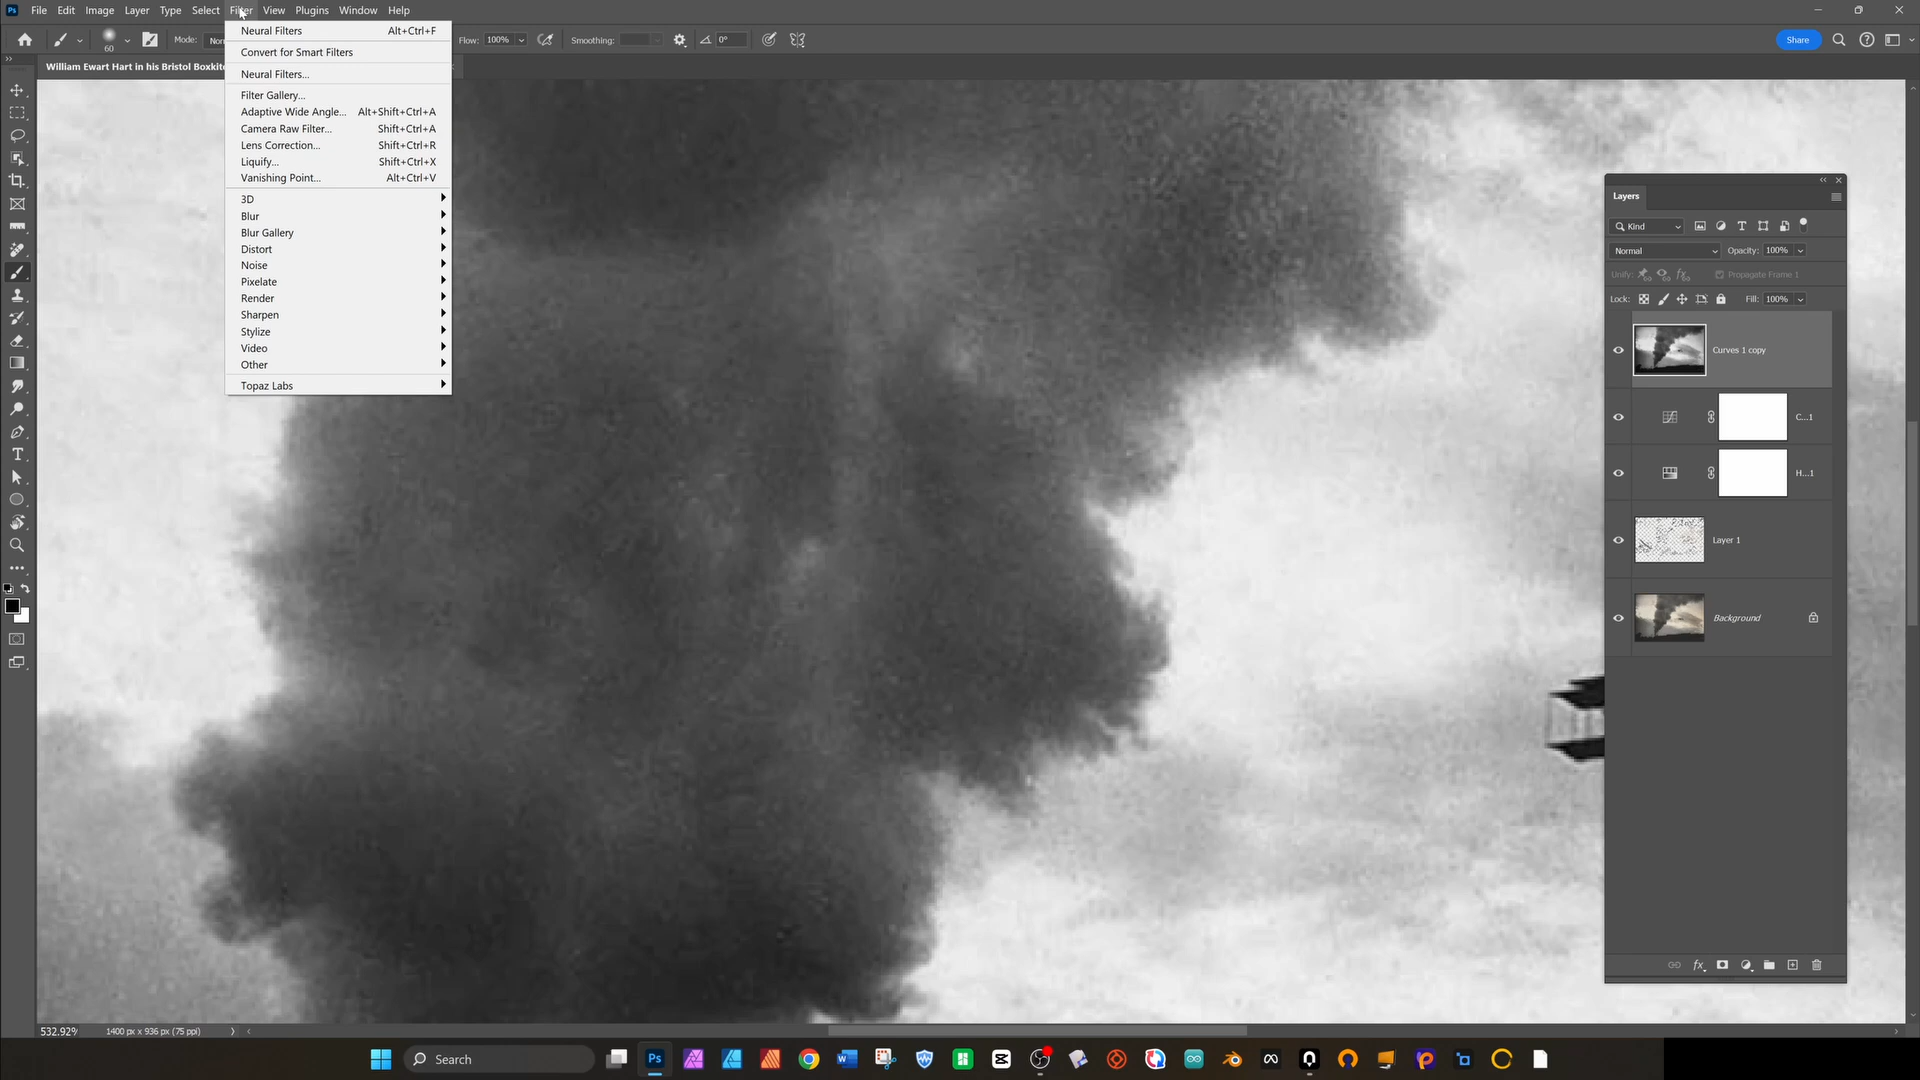 File Edit Image Layer Type Select Filter View Plugins Window Help
60 Mode: Flow: 100% Smoothing: 0° Share
William Ewart Hart in his Bristol
Neural Filters Alt+Ctrl+F
Convert for Smart Filters
Neural Filters...
Filter Gallery...
Adaptive Wide Angle... Alt+Shift+Ctrl+A
Camera Raw Filter... Shift+Ctrl+A
Lens Correction... Shift+Ctrl+R
Liquify... Shift+Ctrl+X
Vanishing Point... Alt+Ctrl+V
3D
Blur
Blur Gallery
Distort
Noise
Pixelate
Render
Sharpen
Stylize
Video
Other
Topaz Labs
Layers
Kind
Normal Opacity: 100%
Unify: Propagate Frame 1
Lock: Fill: 100%
Curves 1 copy
C...1
H...1
Layer 1
Background
532.92% 1400 px x 936 px (75 ppi)
Search